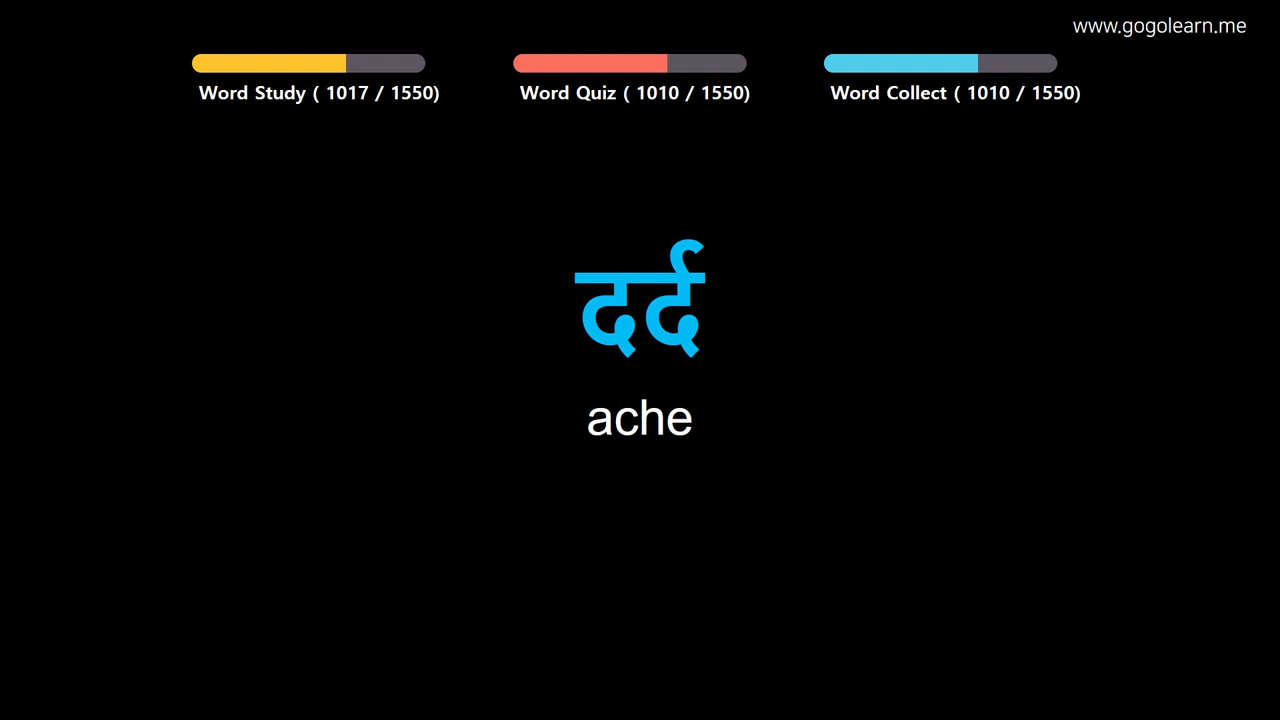 www.gogolearn.me
Word Study ( 1017 / 1550)
Word Quiz ( 1010 / 1550)
Word Collect ( 1010 / 1550)
दर्द
ache